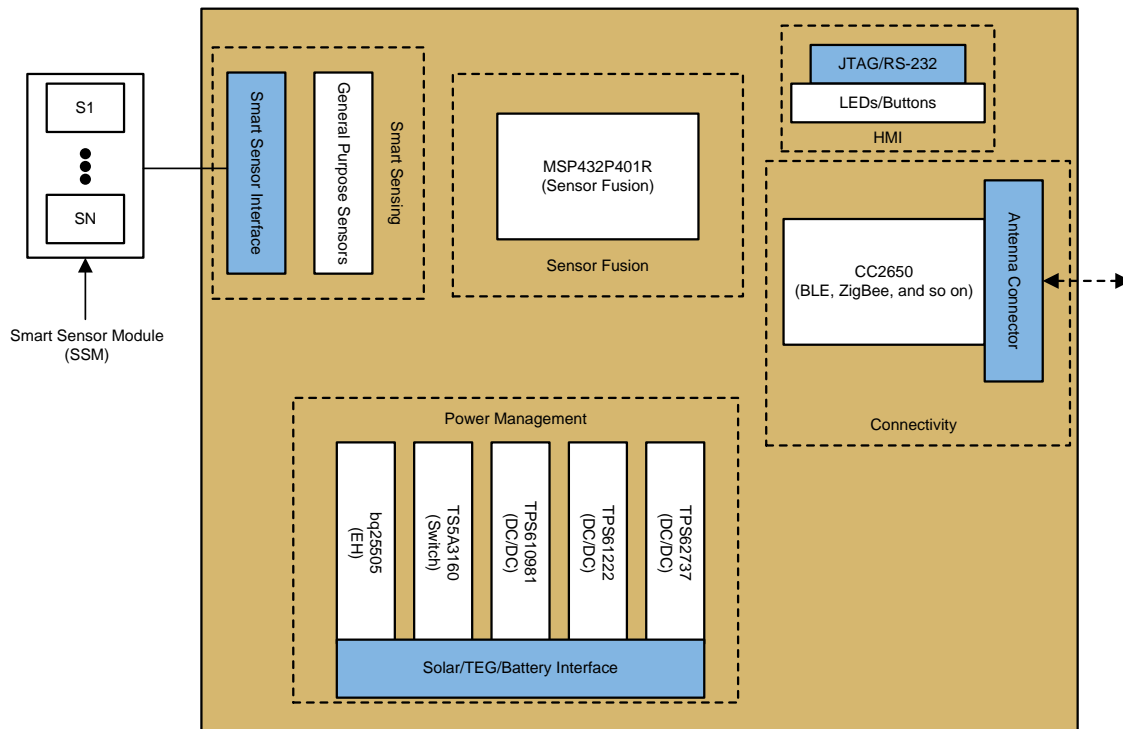 S1
SN
Smart Sensor Module
(SSM)
Smart Sensor Interface
General Purpose Sensors
Smart Sensing
MSP432P401R
(Sensor Fusion)
Sensor Fusion
JTAG/RS-232
LEDs/Buttons
HMI
CC2650
(BLE, ZigBee, and so on)
Antenna Connector
Connectivity
Power Management
bq25505
(EH)
TS5A3160
(Switch)
TPS610981
(DC/DC)
TPS61222
(DC/DC)
TPS62737
(DC/DC)
Solar/TEG/Battery Interface